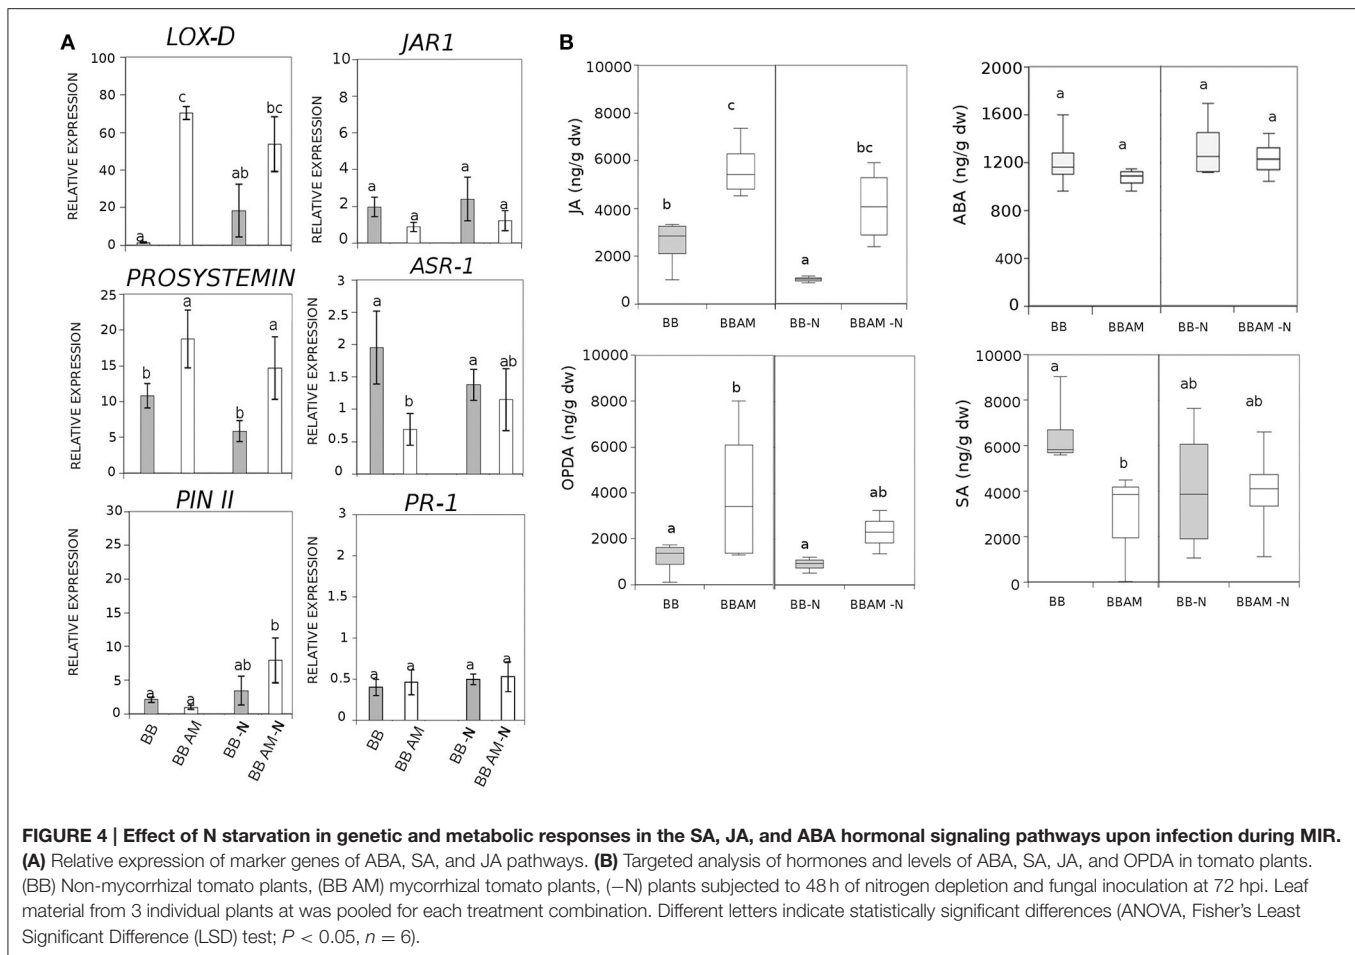 A
LOX-D
RELATIVE EXPRESSION
100
80
60
40
20
0
a
c
ab
bc
JAR1
RELATIVE EXPRESSION
10
8
6
4
2
0
a
a
a
a
PROSYSTEMIN
RELATIVE EXPRESSION
25
20
15
10
5
0
b
a
b
a
ASR-1
RELATIVE EXPRESSION
3
2.5
2
1.5
1
0.5
0
a
b
a
ab
PIN II
RELATIVE EXPRESSION
30
25
20
15
10
5
0
a
a
ab
b
BB
BB AM
BB -N
BB AM-N
PR-1
RELATIVE EXPRESSION
3
2.5
2
1.5
1
0.5
0
a
a
a
a
BB
BB AM
BB -N
BB AM-N
B
JA (ng/g dw)
10000
8000
6000
4000
2000
0
b
c
a
bc
BB
BBAM
BB-N
BBAM -N
ABA (ng/g dw)
2000
1600
1200
800
400
0
a
a
a
a
BB
BBAM
BB-N
BBAM -N
OPDA (ng/g dw)
10000
8000
6000
4000
2000
0
a
b
a
ab
BB
BBAM
BB-N
BBAM -N
SA (ng/g dw)
10000
8000
6000
4000
2000
0
a
b
ab
ab
BB
BBAM
BB-N
BBAM -N
FIGURE 4 | Effect of N starvation in genetic and metabolic responses in the SA, JA, and ABA hormonal signaling pathways upon infection during MIR.
(A) Relative expression of marker genes of ABA, SA, and JA pathways. (B) Targeted analysis of hormones and levels of ABA, SA, JA, and OPDA in tomato plants.
(BB) Non-mycorrhizal tomato plants, (BB AM) mycorrhizal tomato plants, (−N) plants subjected to 48 h of nitrogen depletion and fungal inoculation at 72 hpi. Leaf
material from 3 individual plants at was pooled for each treatment combination. Different letters indicate statistically significant differences (ANOVA, Fisher's Least
Significant Difference (LSD) test; P < 0.05, n = 6).